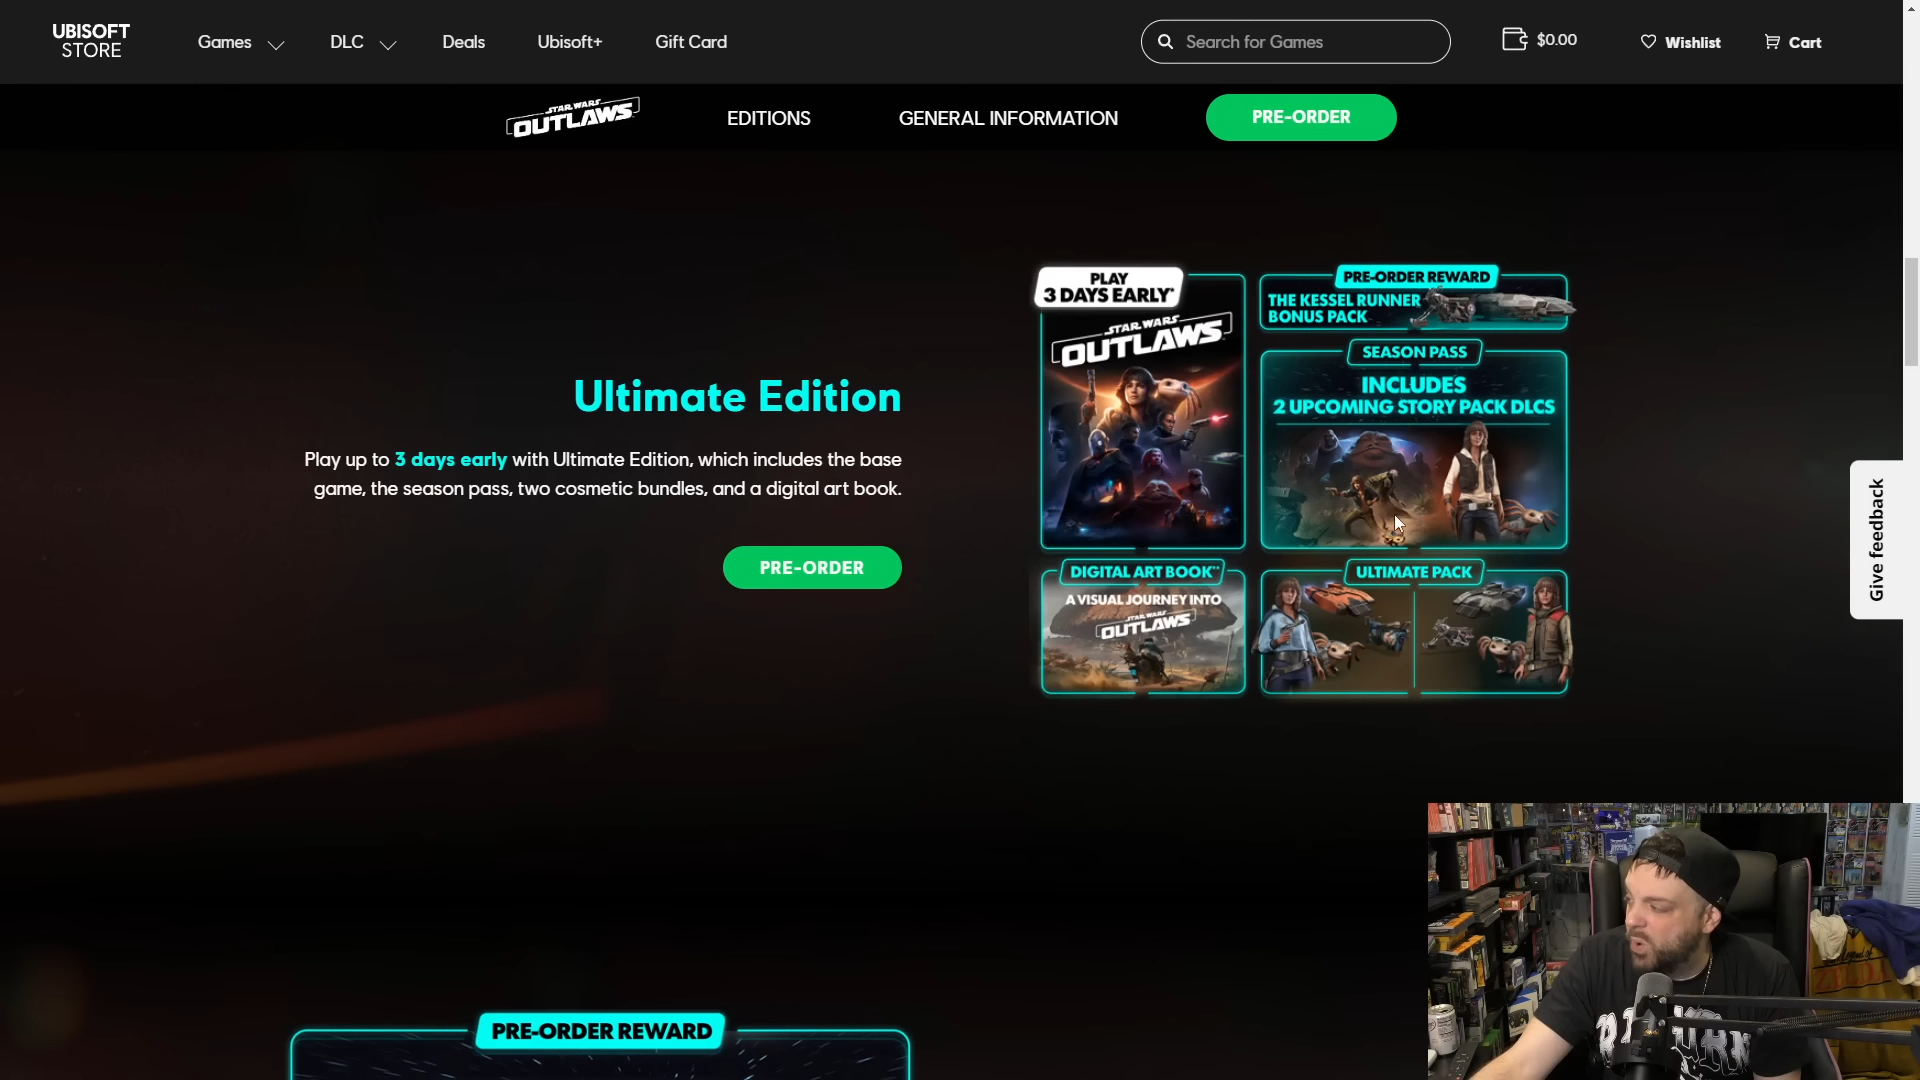 UBISOFT
STORE
Games
DLC
Deals
Ubisoft+
Gift Card
Search for Games
$0.00
Wishlist
Cart
STAR WARS
OUTLAWS
EDITIONS
GENERAL INFORMATION
PRE-ORDER
Ultimate Edition
Play up to 3 days early with Ultimate Edition, which includes the base
game, the season pass, two cosmetic bundles, and a digital art book.
PRE-ORDER
PLAY
3 DAYS EARLY*
STAR WARS
OUTLAWS
PRE-ORDER REWARD
THE KESSEL RUNNER
BONUS PACK
SEASON PASS
INCLUDES
2 UPCOMING STORY PACK DLCS
DIGITAL ART BOOK**
A VISUAL JOURNEY INTO
STAR WARS
OUTLAWS
ULTIMATE PACK
Give feedback
PRE-ORDER REWARD